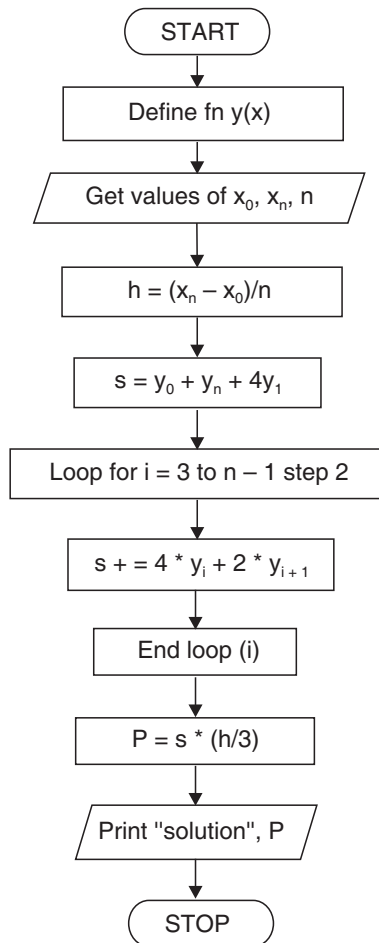 START
Define fn y(x)
Get values of x₀, xₙ, n
h = (xₙ – x₀)/n
s = y₀ + yₙ + 4y₁
Loop for i = 3 to n – 1 step 2
s + = 4 * yᵢ + 2 * yᵢ ₊ ₁
End loop (i)
P = s * (h/3)
Print "solution", P
STOP